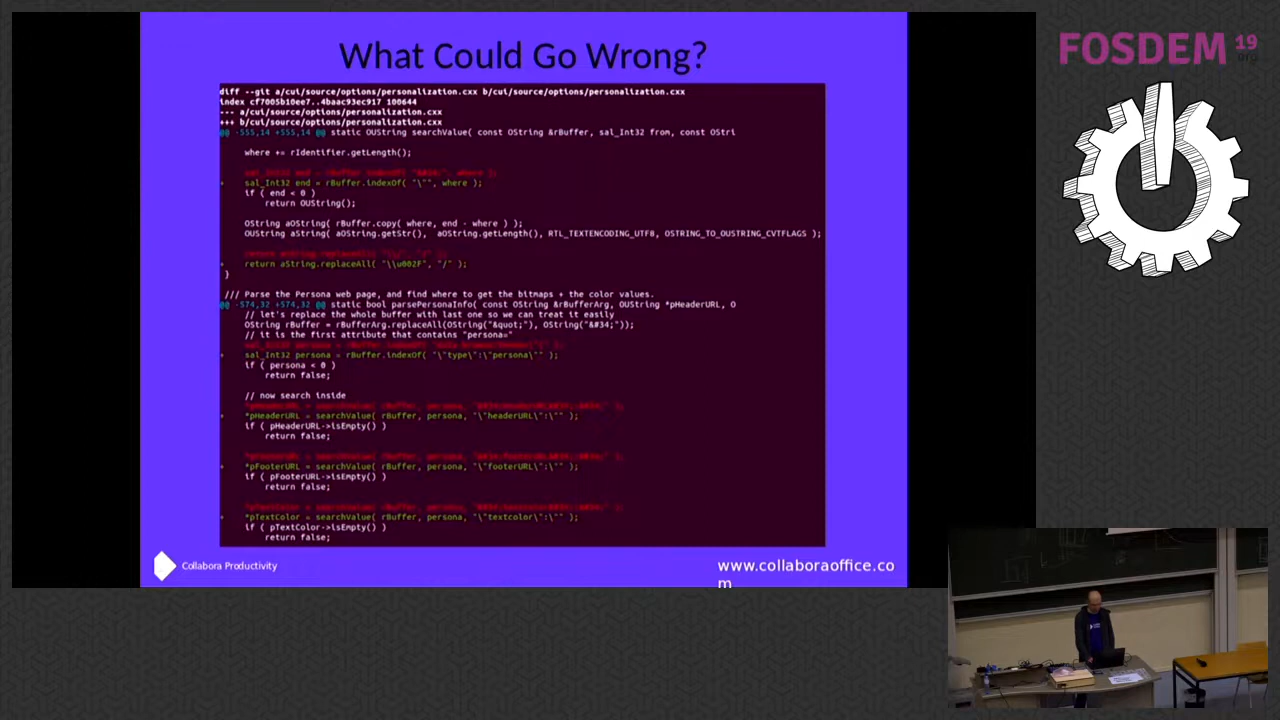 What Could Go Wrong?
diff --git a/cui/source/options/personalization.cxx b/cui/source/options/personalization.cxx
index cf7005b10ee7..4baac93ec917 100644
--- a/cui/source/options/personalization.cxx
+++ b/cui/source/options/personalization.cxx
@@ -555,14 +555,14 @@ static OUString searchValue( const OString &rBuffer, sal_Int32 from, const OStri
where += rIdentifier.getLength();
+ sal_Int32 end = rBuffer.indexOf( "\"", where );
if ( end < 0 )
return OUString();
OString aOString( rBuffer.copy( where, end - where ) );
OUString aString( aOString.getStr(), aOString.getLength(), RTL_TEXTENCODING_UTF8, OSTRING_TO_OUSTRING_CVTFLAGS );
+ return aString.replaceAll( "\\u002F", "/" );
}
/// Parse the Persona web page, and find where to get the bitmaps + the color values.
@@ -574,32 +574,32 @@ static bool parsePersonaInfo( const OString &rBufferArg, OUString *pHeaderURL, O
// let's replace the whole buffer with last one so we can treat it easily
OString rBuffer = rBufferArg.replaceAll(OString("&quot;"), OString("&#34;"));
// it is the first attribute that contains "persona="
+ sal_Int32 persona = rBuffer.indexOf( "\"type\":\"persona\"" );
if ( persona < 0 )
return false;
// now search inside
+ *pHeaderURL = searchValue( rBuffer, persona, "\"headerURL\":\"" );
if ( pHeaderURL->isEmpty() )
return false;
+ *pFooterURL = searchValue( rBuffer, persona, "\"footerURL\":\"" );
if ( pFooterURL->isEmpty() )
return false;
+ *pTextColor = searchValue( rBuffer, persona, "\"textcolor\":\"" );
if ( pTextColor->isEmpty() )
return false;
Collabora Productivity
www.collaboraoffice.co
m
FOSDEM 19
org